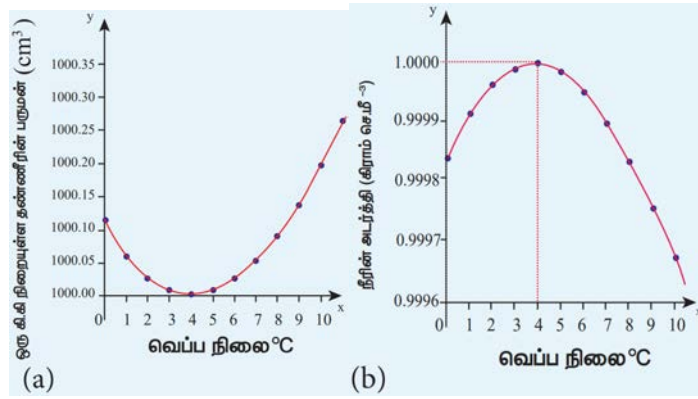 y
ஒரு கி.கி நிறையுள்ள தண்ணீரின் பருமன் (cm³)
1000.35
1000.30
1000.25
1000.20
1000.15
1000.10
1000.05
1000.00
0 1 2 3 4 5 6 7 8 9 10 x
வெப்ப நிலை °C
(a)
y
நீரின் அடர்த்தி (கிராம் செ.மீ ⁻³)
1.0000
0.9999
0.9998
0.9997
0.9996
0 1 2 3 4 5 6 7 8 9 10 x
வெப்ப நிலை °C
(b)